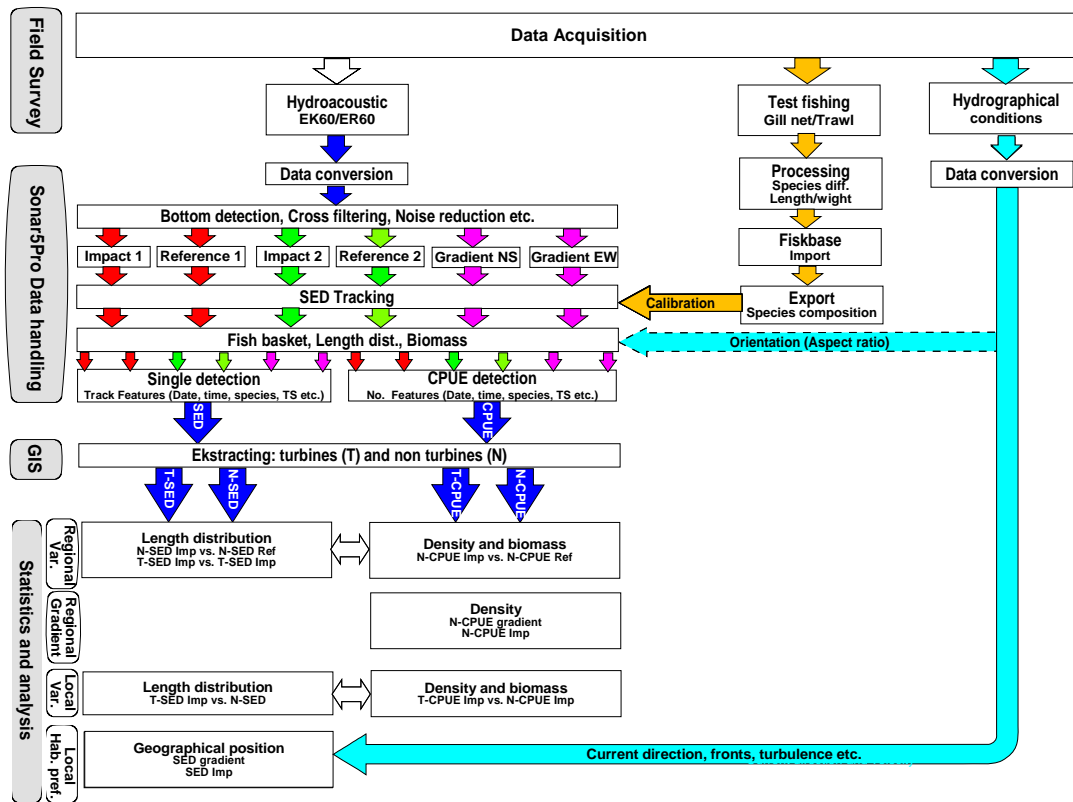 Field Survey
Data Acquisition
Hydroacoustic
EK60/ER60
Test fishing
Gill net/Trawl
Hydrographical
conditions
Sonar5Pro Data handling
Data conversion
Processing
Species diff.
Length/wight
Data conversion
Bottom detection, Cross filtering, Noise reduction etc.
Impact 1
Reference 1
Impact 2
Reference 2
Gradient NS
Gradient EW
Fiskbase
Import
SED Tracking
Calibration
Export
Species composition
Fish basket, Length dist., Biomass
Orientation (Aspect ratio)
Single detection
Track Features (Date, time, species, TS etc.)
CPUE detection
No. Features (Date, time, species, TS etc.)
SED
CPUE
GIS
Ekstracting: turbines (T) and non turbines (N)
T-SED
N-SED
T-CPUE
N-CPUE
Statistics and analysis
Regional
Var.
Length distribution
N-SED Imp vs. N-SED Ref
T-SED Imp vs. T-SED Imp
Density and biomass
N-CPUE Imp vs. N-CPUE Ref
Regional
Gradient
Density
N-CPUE gradient
N-CPUE Imp
Local
Var.
Length distribution
T-SED Imp vs. N-SED
Density and biomass
T-CPUE Imp vs. N-CPUE Imp
Local
Hab. pref.
Geographical position
SED gradient
SED Imp
Current direction, fronts, turbulence etc.